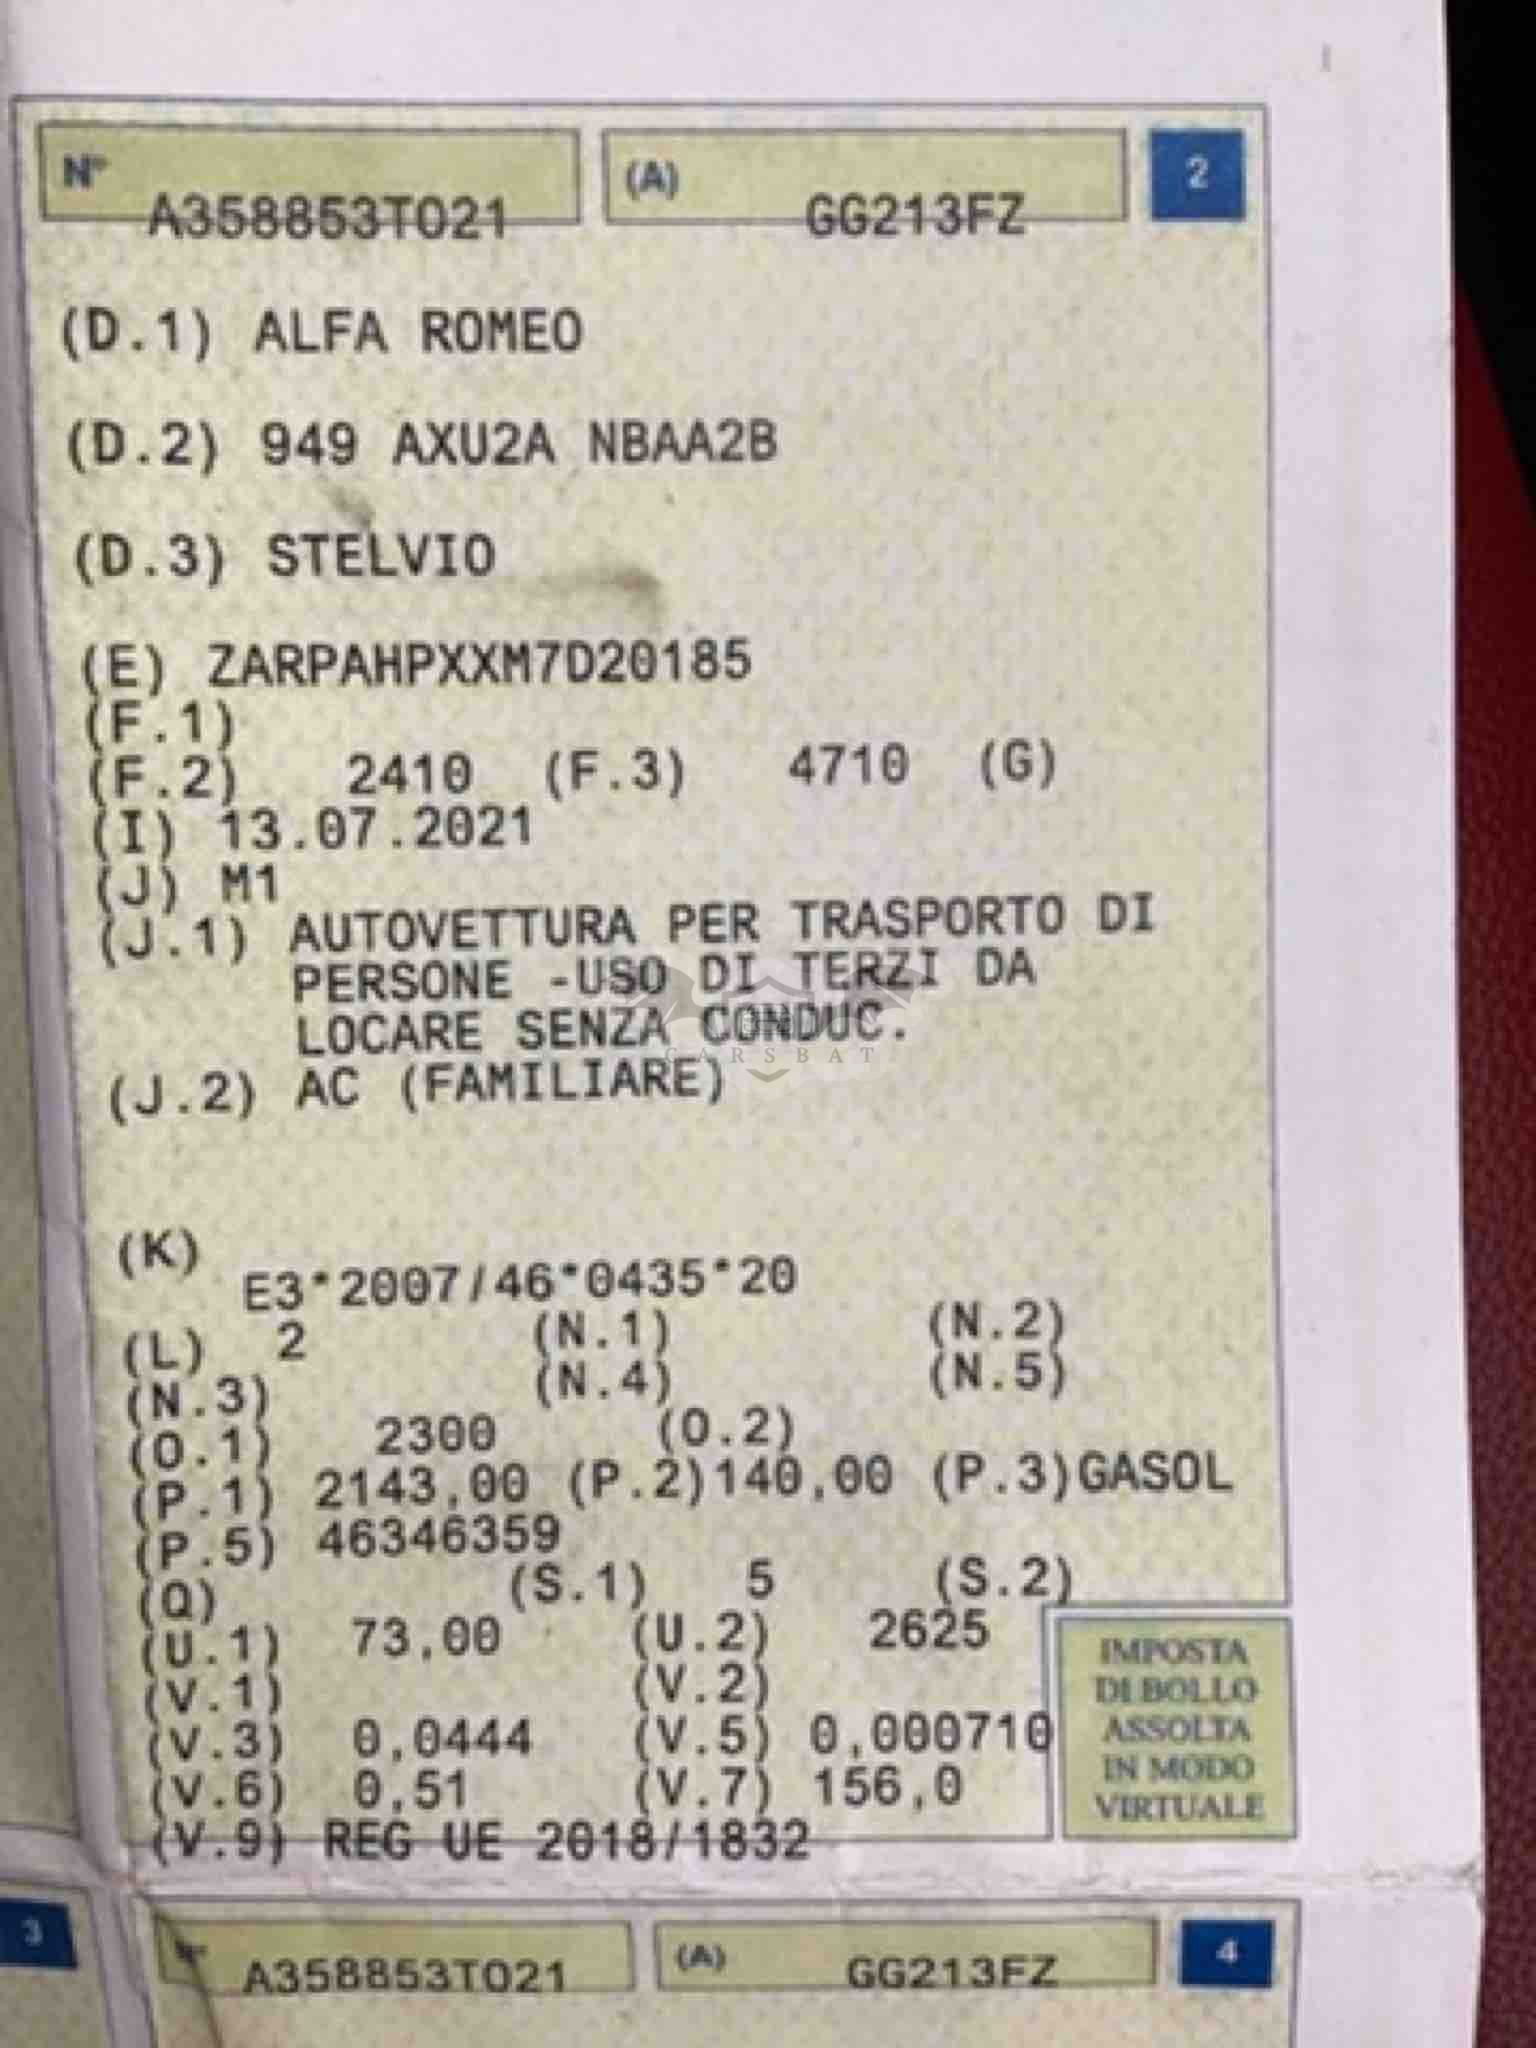 N° A358853TO21 (A) GG213FZ 2
(D.1) ALFA ROMEO
(D.2) 949 AXU2A NBAA2B
(D.3) STELVIO
(E) ZARPAHPXXM7D20185
(F.1)
(F.2) 2410 (F.3) 4710 (G)
(I) 13.07.2021
(J) M1
(J.1) AUTOVETTURA PER TRASPORTO DI
PERSONE -USO DI TERZI DA
LOCARE SENZA CONDUC.
CARSBAT
(J.2) AC (FAMILIARE)
(K)
E3*2007/46*0435*20
(L) 2 (N.1) (N.2)
(N.3) (N.4) (N.5)
(O.1) 2300 (O.2)
(P.1) 2143,00 (P.2)140,00 (P.3)GASOL
(P.5) 46346359
(Q) (S.1) 5 (S.2)
(U.1) 73,00 (U.2) 2625
(V.1) (V.2)
(V.3) 0,0444 (V.5) 0,000710
(V.6) 0,51 (V.7) 156,0
(V.9) REG UE 2018/1832
IMPOSTA
DI BOLLO
ASSOLTA
IN MODO
VIRTUALE
3
N° A358853TO21 (A) GG213FZ 4